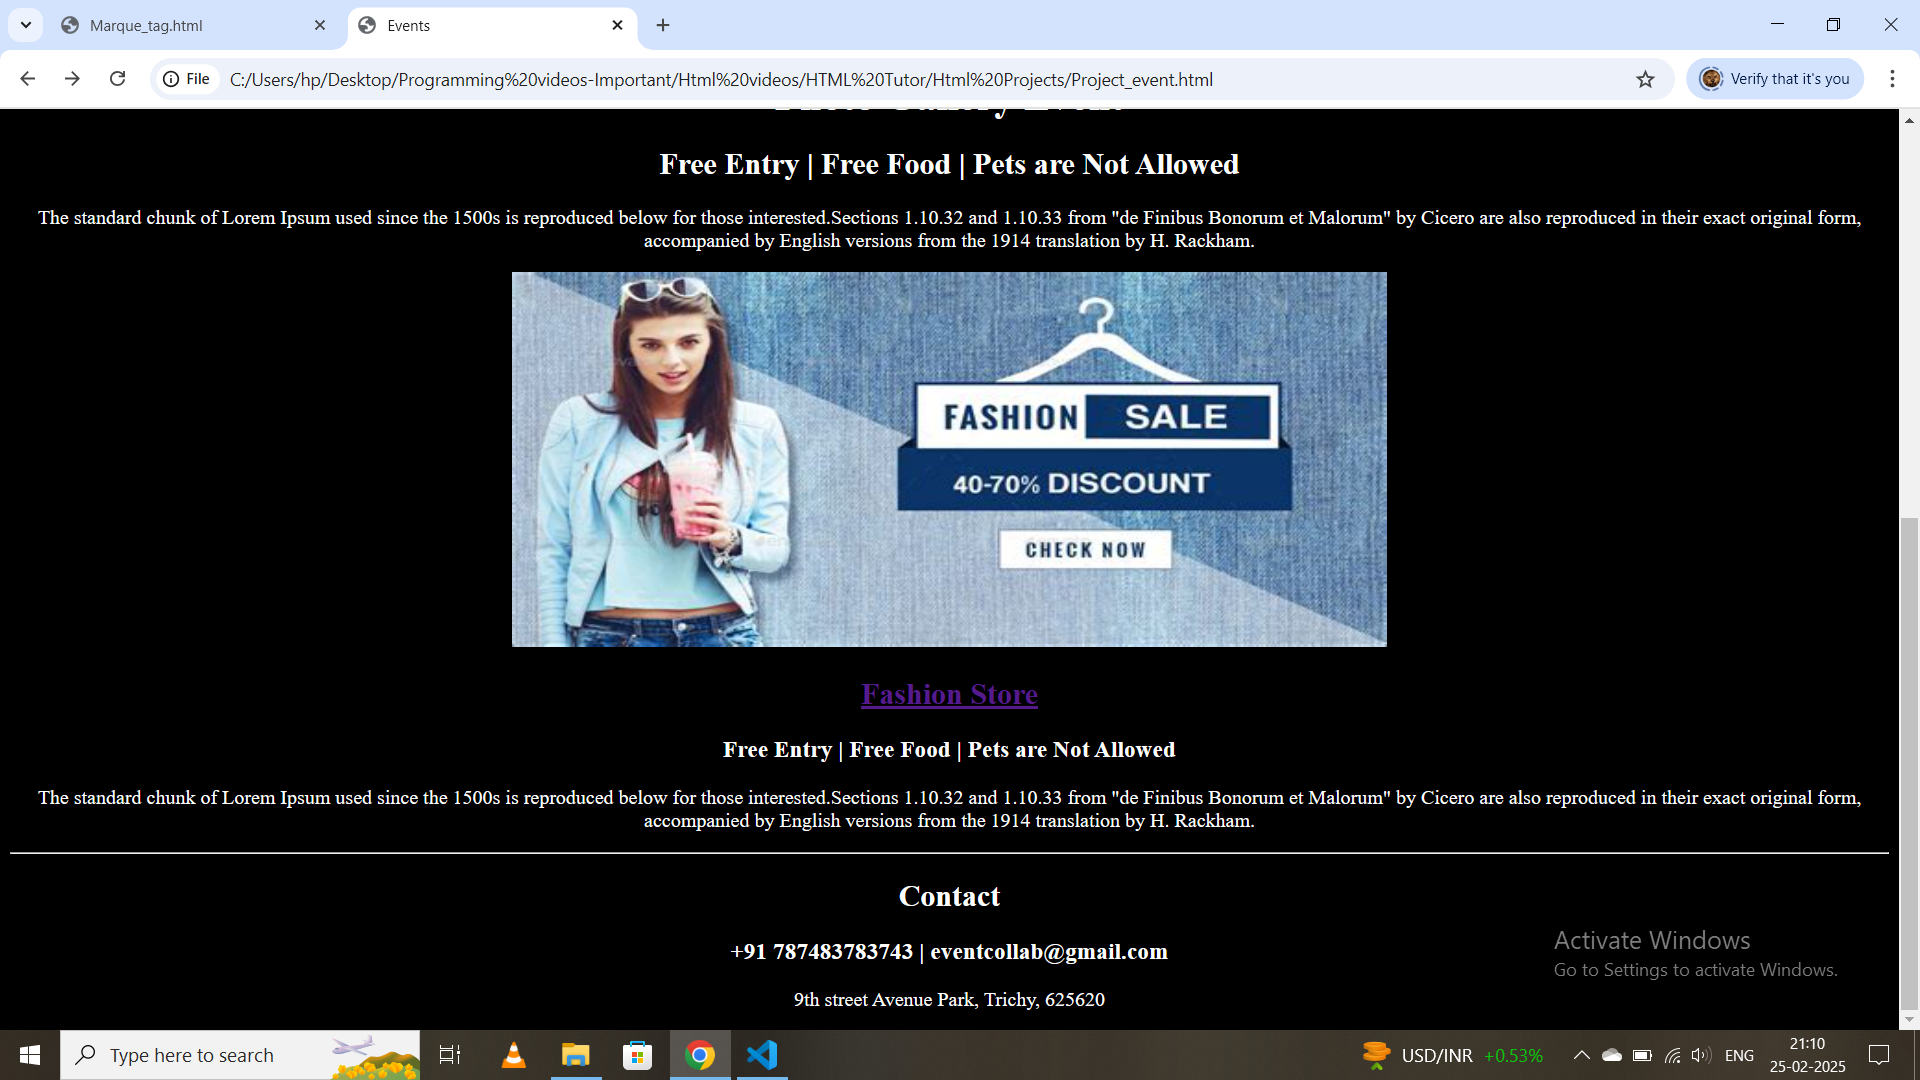 Marque_tag.html
Events
File
C:/Users/hp/Desktop/Programming%20videos-Important/Html%20videos/HTML%20Tutor/Html%20Projects/Project_event.html
Verify that it's you
Free Entry | Free Food | Pets are Not Allowed
The standard chunk of Lorem Ipsum used since the 1500s is reproduced below for those interested.Sections 1.10.32 and 1.10.33 from "de Finibus Bonorum et Malorum" by Cicero are also reproduced in their exact original form,
accompanied by English versions from the 1914 translation by H. Rackham.
FASHION SALE
40-70% DISCOUNT
CHECK NOW
Fashion Store
Free Entry | Free Food | Pets are Not Allowed
The standard chunk of Lorem Ipsum used since the 1500s is reproduced below for those interested.Sections 1.10.32 and 1.10.33 from "de Finibus Bonorum et Malorum" by Cicero are also reproduced in their exact original form,
accompanied by English versions from the 1914 translation by H. Rackham.
Contact
+91 787483783743 | eventcollab@gmail.com
9th street Avenue Park, Trichy, 625620
Activate Windows
Go to Settings to activate Windows.
Type here to search
USD/INR +0.53%
ENG
21:10
25-02-2025